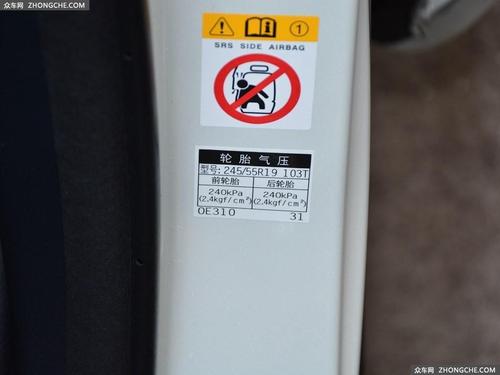 众车网 ZHONGCHE.COM
1
SRS SIDE AIRBAG
轮胎气压
型号: 245/55R19 103T
前轮胎 后轮胎
240kPa 240kPa
(2.4kgf/cm²) (2.4kgf/cm²)
0E310 31
众车网 ZHONGCHE.COM